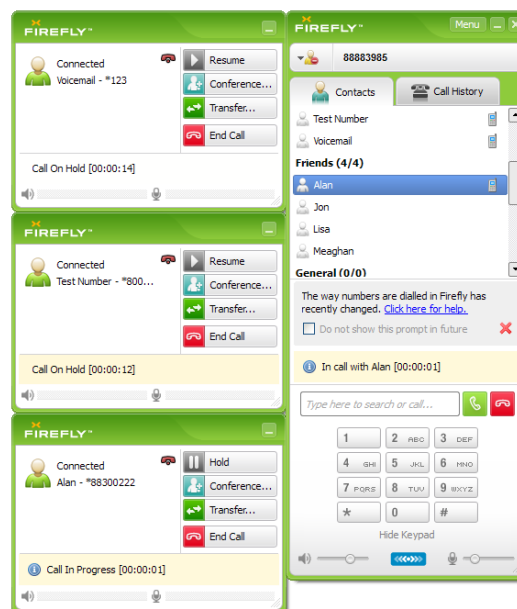 FIREFLY™
Connected
Voicemail - *123
Resume
Conference...
Transfer...
End Call
Call On Hold [00:00:14]
FIREFLY™
Connected
Test Number - *800...
Resume
Conference...
Transfer...
End Call
Call On Hold [00:00:12]
FIREFLY™
Connected
Alan - *88300222
Hold
Conference...
Transfer...
End Call
Call In Progress [00:00:01]
FIREFLY™
Menu
88883985
Contacts
Call History
Test Number
Voicemail
Friends (4/4)
Alan
Jon
Lisa
Meaghan
General (0/0)
The way numbers are dialled in Firefly has
recently changed. Click here for help.
Do not show this prompt in future
In call with Alan [00:00:01]
Type here to search or call...
1 2 ABC 3 DEF
4 GHI 5 JKL 6 MNO
7 PQRS 8 TUV 9 WXYZ
* 0 #
Hide Keypad